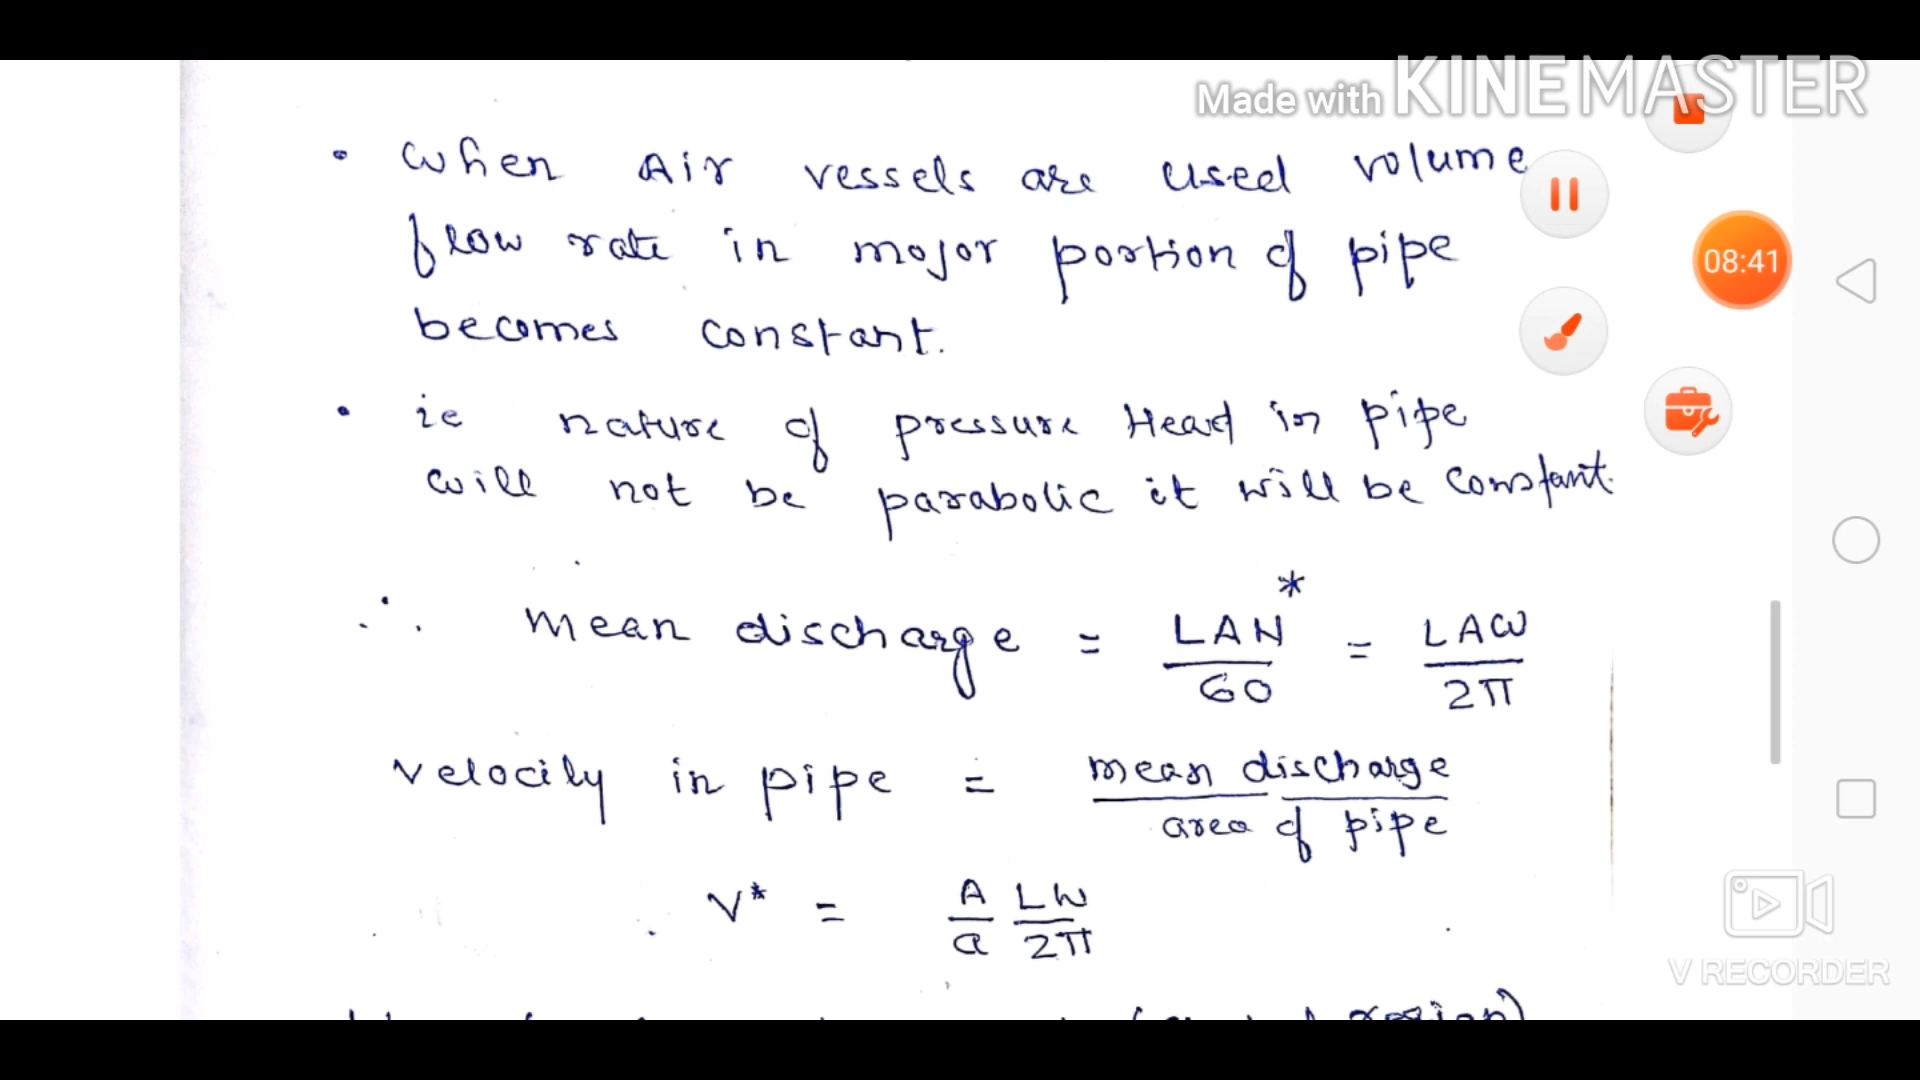 Made with KINEMASTER
• When Air vessels are used volume
flow rate in major portion of pipe
becomes constant.
08:41
• ie nature of pressure Head in pipe
will not be parabolic it will be constant.
∴ mean discharge = LAN*/60 = LAω/2π
velocity in pipe = mean discharge/area of pipe
V* = A/a Lω/2π
V RECORDER